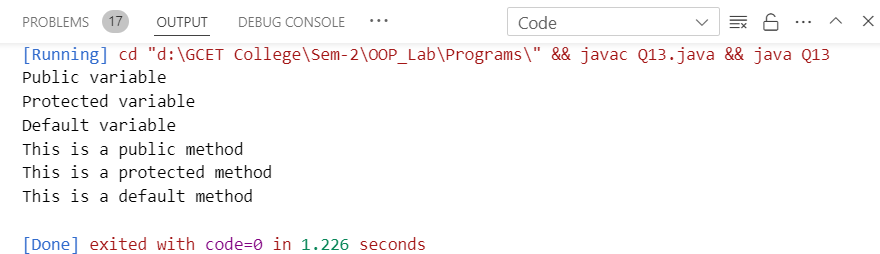 PROBLEMS 17 OUTPUT DEBUG CONSOLE ··· Code ···
[Running] cd "d:\GCET College\Sem-2\OOP_Lab\Programs\" && javac Q13.java && java Q13
Public variable
Protected variable
Default variable
This is a public method
This is a protected method
This is a default method
[Done] exited with code=0 in 1.226 seconds